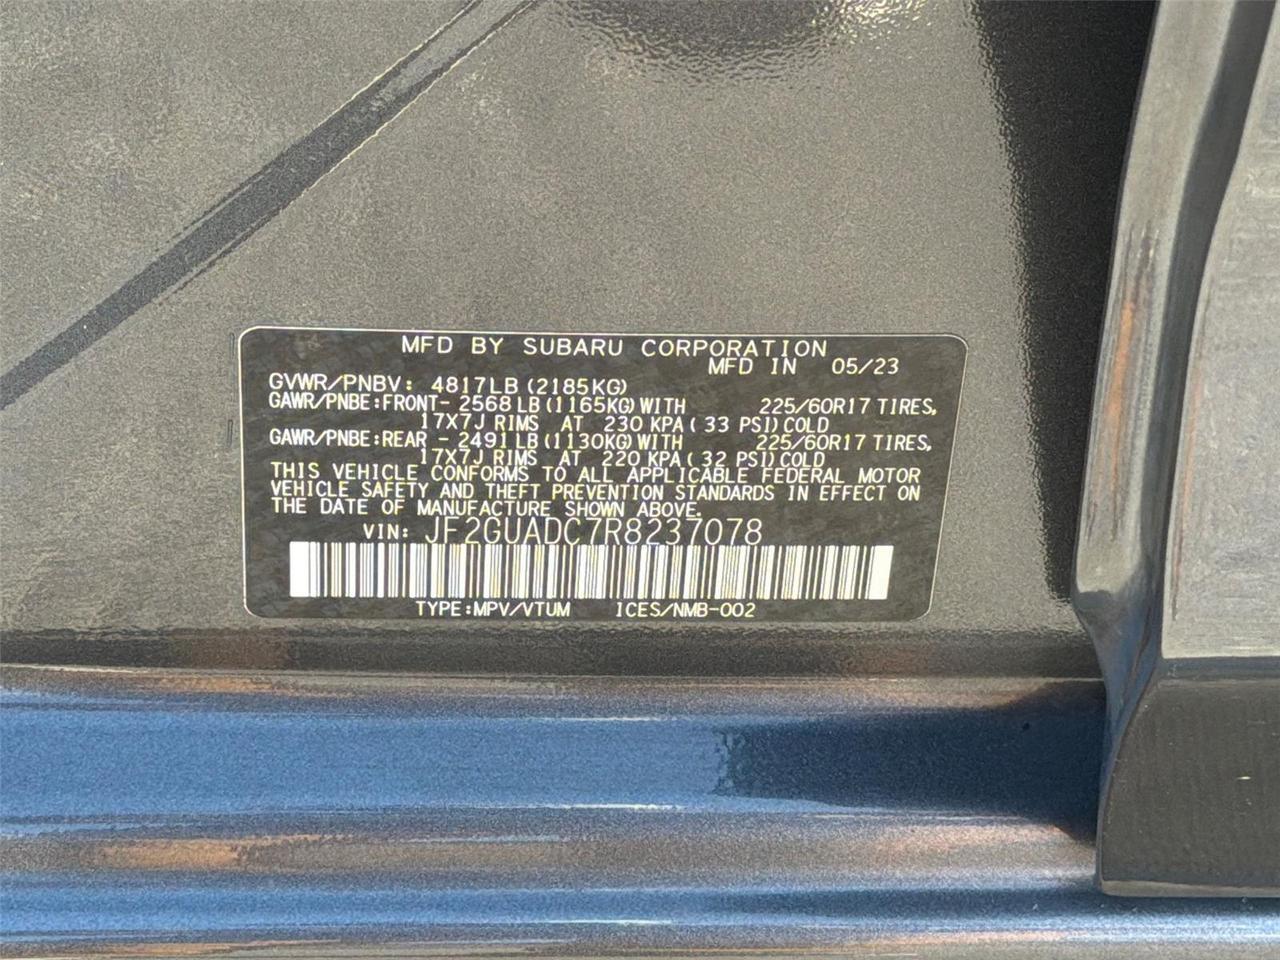 MFD BY SUBARU CORPORATION
MFD IN 05/23
GVWR/PNBV: 4817LB (2185KG)
GAWR/PNBE:FRONT- 2568 LB (1165KG) WITH 225/60R17 TIRES,
17X7J RIMS AT 230 KPA ( 33 PSI) COLD
GAWR/PNBE:REAR - 2491 LB (1130KG) WITH 225/60R17 TIRES,
17X7J RIMS AT 220 KPA ( 32 PSI) COLD
THIS VEHICLE CONFORMS TO ALL APPLICABLE FEDERAL MOTOR
VEHICLE SAFETY AND THEFT PREVENTION STANDARDS IN EFFECT ON
THE DATE OF MANUFACTURE SHOWN ABOVE.
VIN: JF2GUADC7R8237078
TYPE:MPV/VTUM ICES/NMB-002